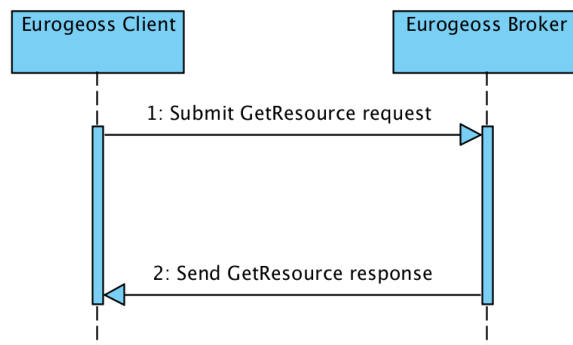 Eurogeoss Client
Eurogeoss Broker
1: Submit GetResource request
2: Send GetResource response